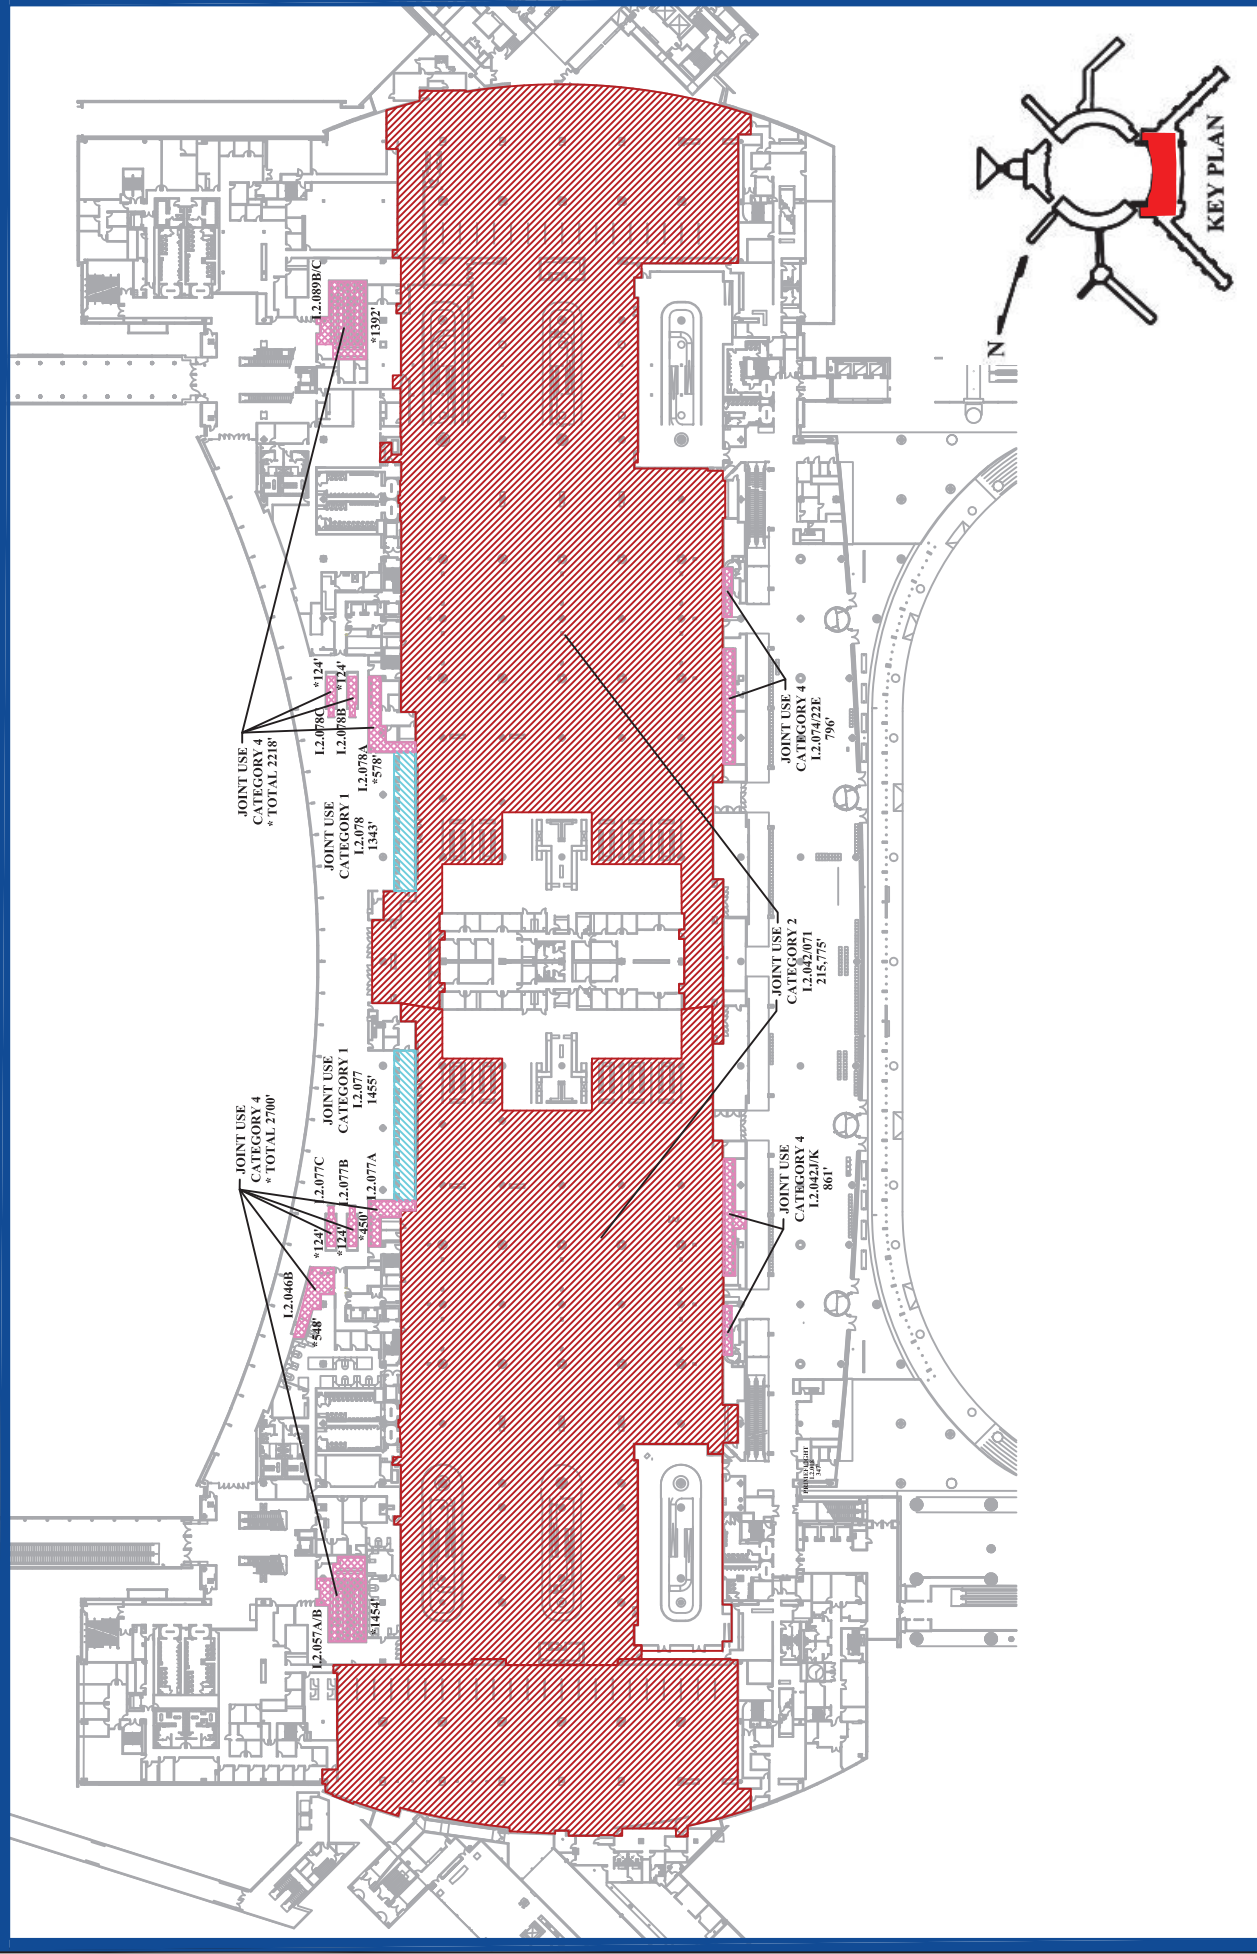 I.2.089B/C
*1392'
*124'
*124'
I.2.078C
I.2.078B
I.2.078A
*578'
JOINT USE
CATEGORY 4
* TOTAL 2218'
JOINT USE
CATEGORY 1
I.2.078
1343'
JOINT USE
CATEGORY 4
I.2.074/22E
796'
JOINT USE
CATEGORY 2
I.2.042/071
215,775'
JOINT USE
CATEGORY 1
I.2.077
1455'
JOINT USE
CATEGORY 4
* TOTAL 2700'
I.2.077C
I.2.077B
I.2.077A
*124'
*124'
*450'
I.2.046B
*548'
JOINT USE
CATEGORY 4
I.2.042J/K
861'
I.2.057A/B
*1454'
KEY PLAN
N